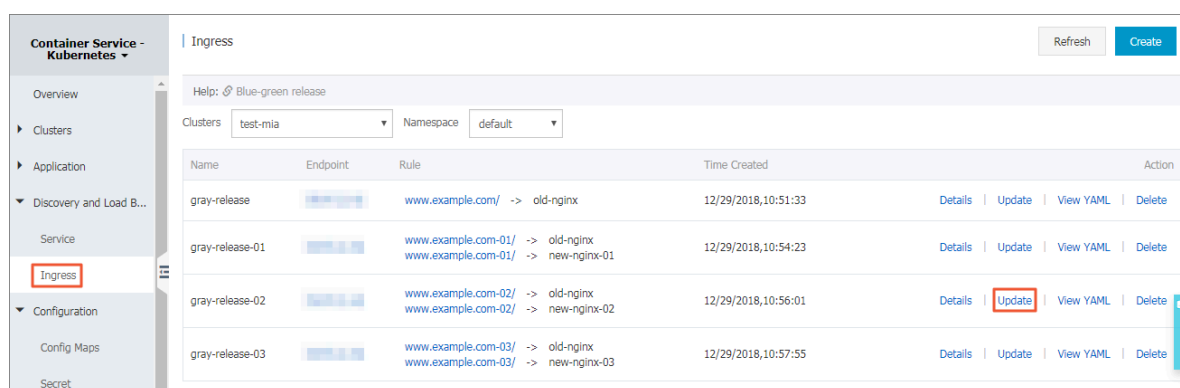 Container Service -
Kubernetes
Overview
Clusters
Application
Discovery and Load B...
Service
Ingress
Configuration
Config Maps
Secret
Ingress
Refresh
Create
Help: Blue-green release
Clusters test-mia Namespace default
Name Endpoint Rule Time Created Action
gray-release www.example.com/ -> old-nginx 12/29/2018,10:51:33 Details | Update | View YAML | Delete
www.example.com-01/ -> old-nginx
gray-release-01 12/29/2018,10:54:23 Details | Update | View YAML | Delete
www.example.com-01/ -> new-nginx-01
www.example.com-02/ -> old-nginx
gray-release-02 12/29/2018,10:56:01 Details | Update | View YAML | Delete
www.example.com-02/ -> new-nginx-02
www.example.com-03/ -> old-nginx
gray-release-03 12/29/2018,10:57:55 Details | Update | View YAML | Delete
www.example.com-03/ -> new-nginx-03